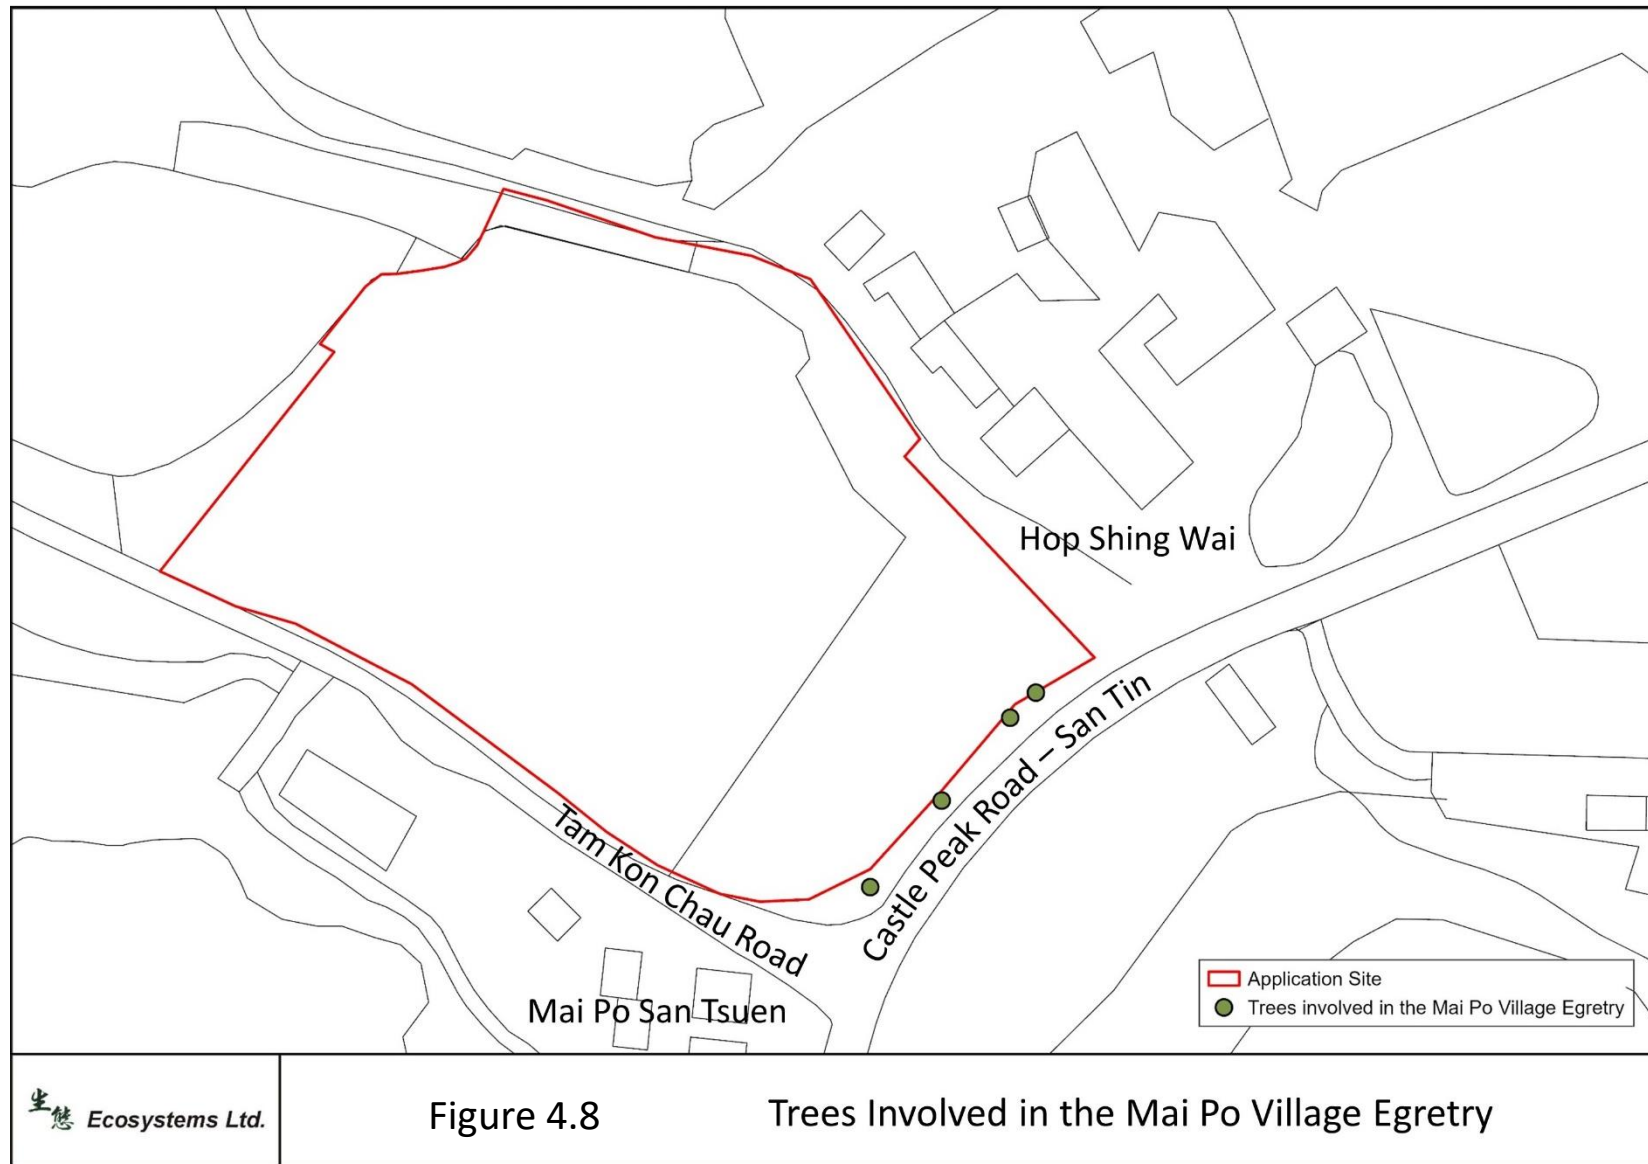 Hop Shing Wai
Castle Peak Road – San Tin
Tam Kon Chau Road
Mai Po San Tsuen
Application Site
Trees involved in the Mai Po Village Egretry
生態 Ecosystems Ltd.
Figure 4.8
Trees Involved in the Mai Po Village Egretry